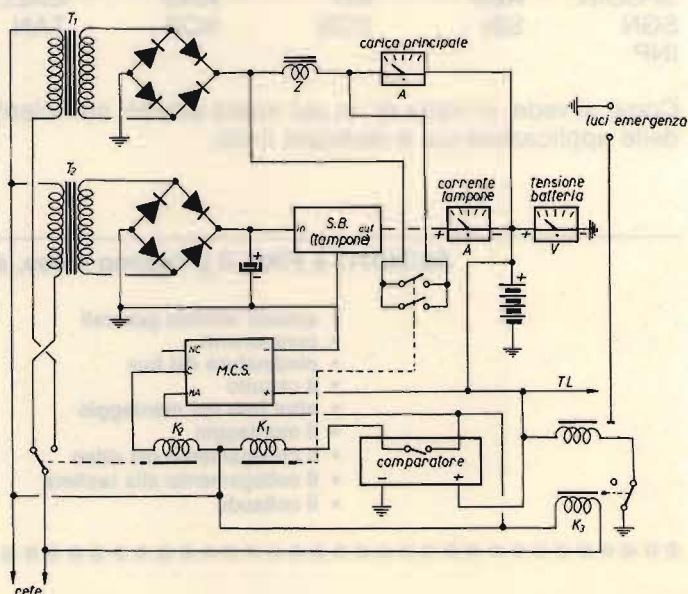 T1
carica principale
Z
A
luci emergenza
T2
corrente tampone
tensione batteria
in
S.B. (tampone)
out
+ - + -
A
V
+
NC
-
C
M.C.S.
NA
+
TL
K2
K1
comparatore
- +
K3
rete